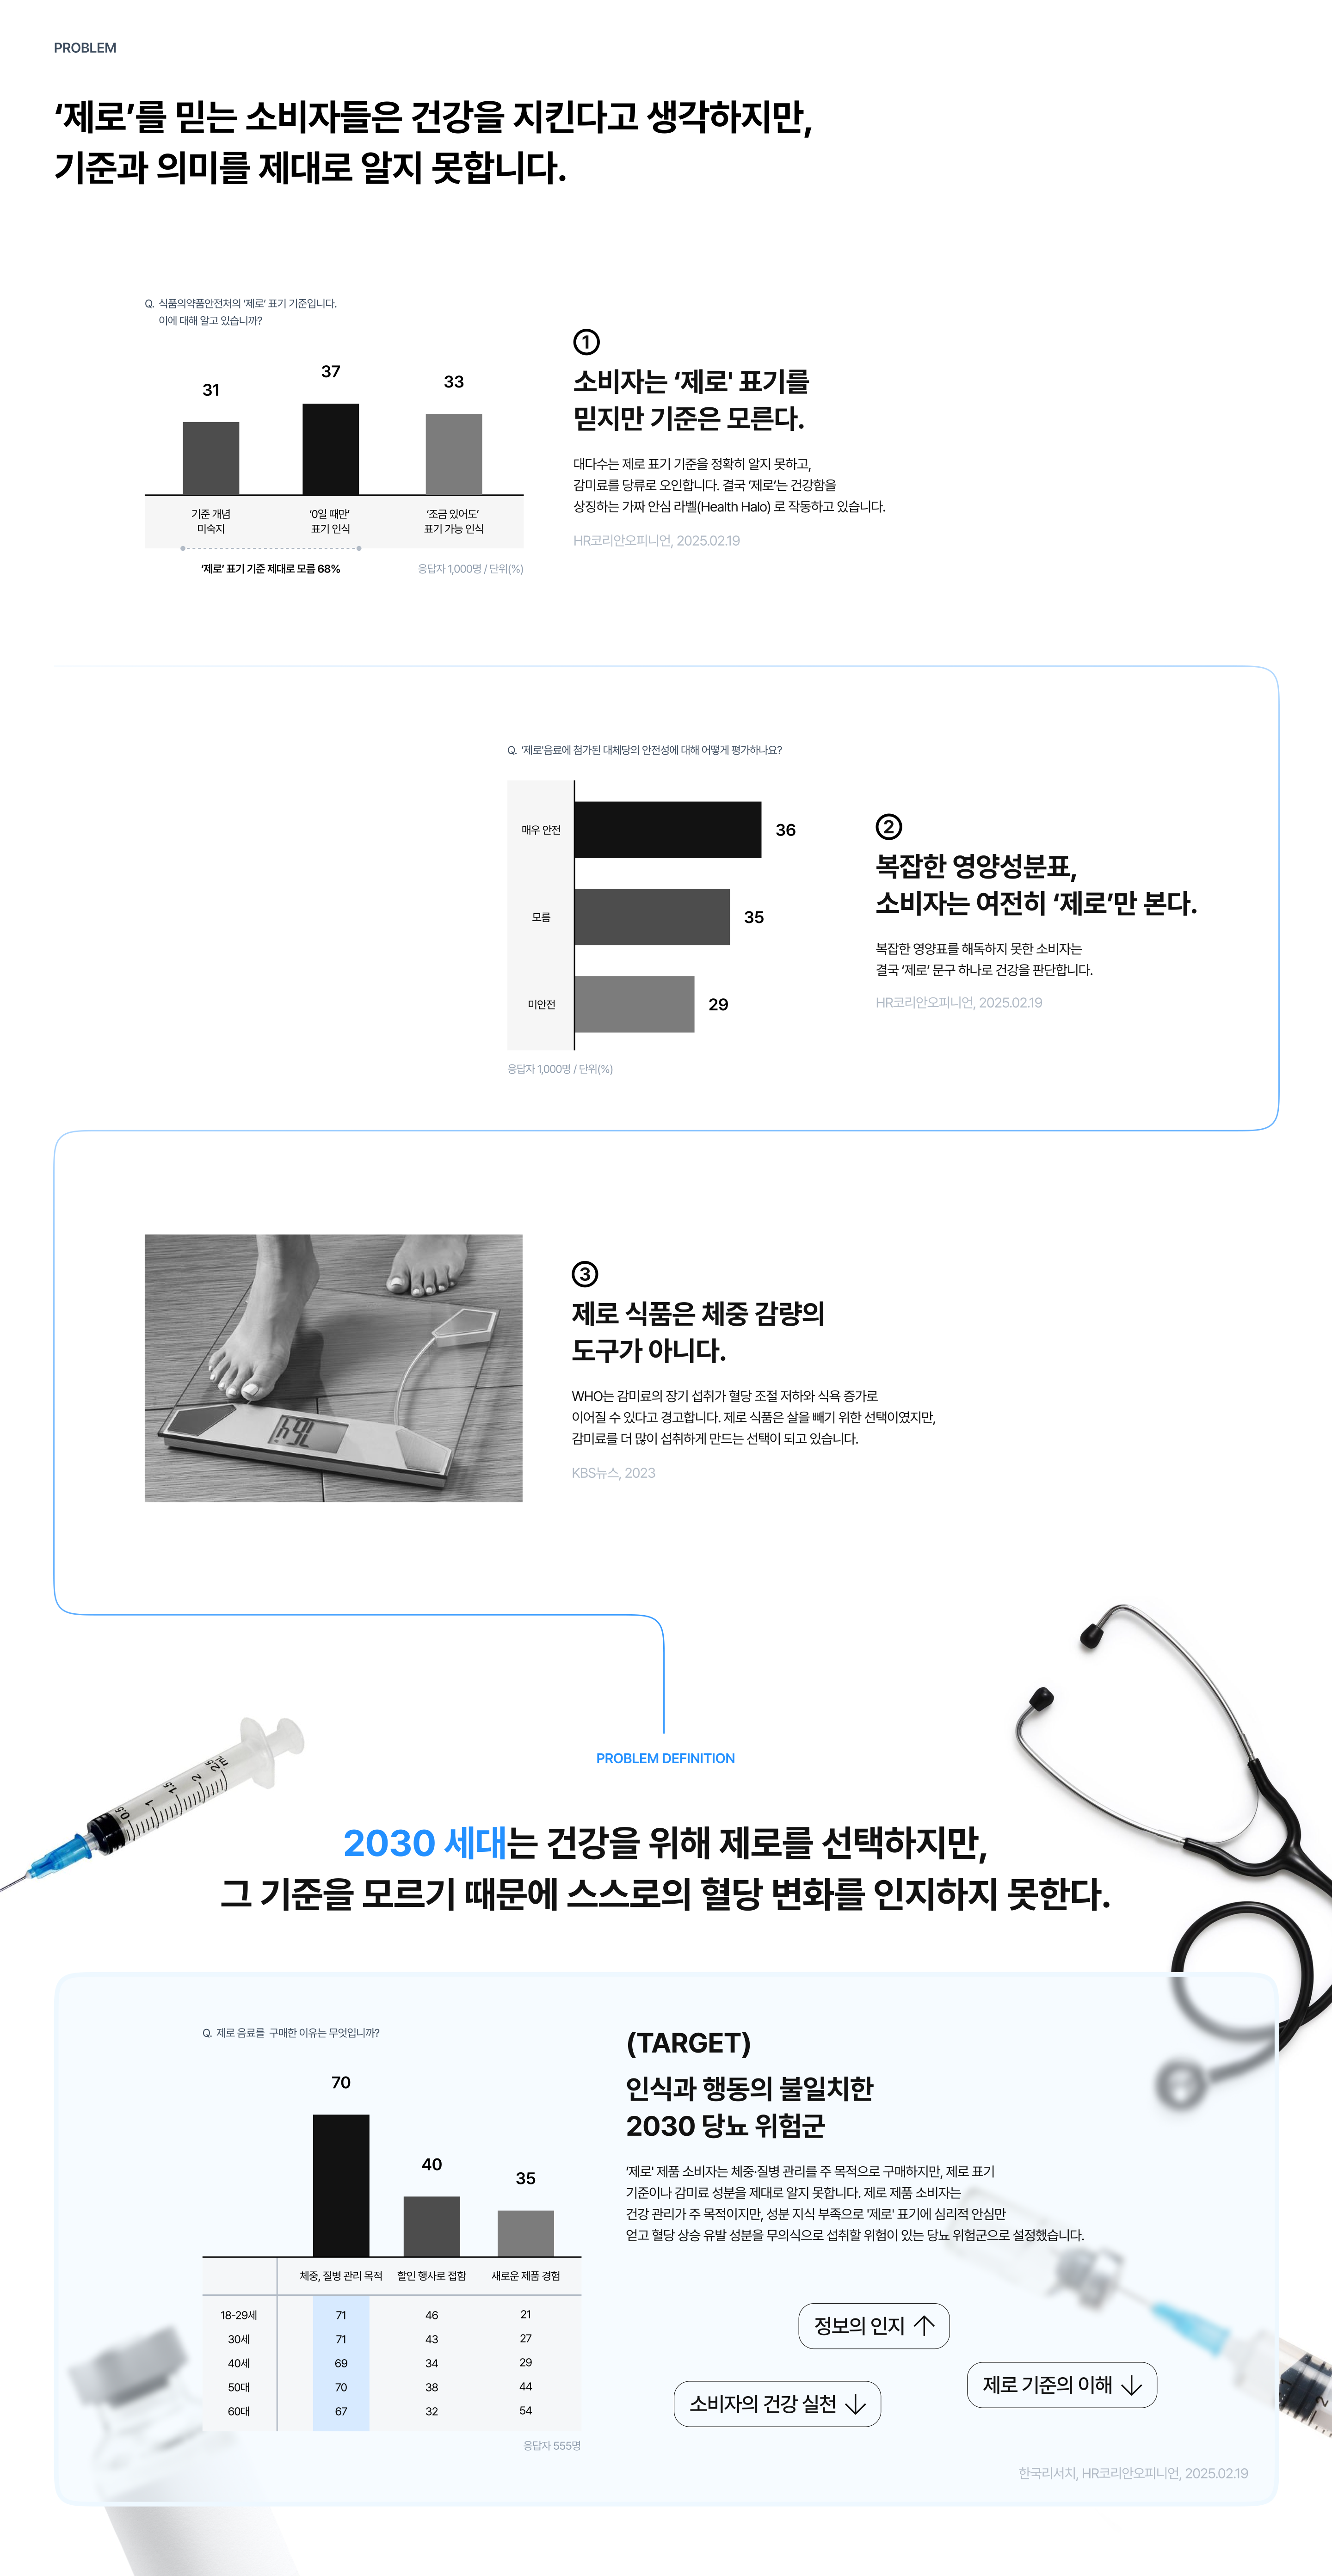 PROBLEM
‘제로’를 믿는 소비자들은 건강을 지킨다고 생각하지만,
기준과 의미를 제대로 알지 못합니다.
Q. 식품의약품안전처의 ‘제로’ 표기 기준입니다.
이에 대해 알고 있습니까?
31
37
33
기준 개념
미숙지
‘0일 때만’
표기 인식
‘조금 있어도’
표기 가능 인식
‘제로’ 표기 기준 제대로 모름 68%
응답자 1,000명 / 단위(%)
1
소비자는 ‘제로' 표기를
믿지만 기준은 모른다.
대다수는 제로 표기 기준을 정확히 알지 못하고,
감미료를 당류로 오인합니다. 결국 ‘제로’는 건강함을
상징하는 가짜 안심 라벨(Health Halo) 로 작동하고 있습니다.
HR코리안오피니언, 2025.02.19
Q. ‘제로'음료에 첨가된 대체당의 안전성에 대해 어떻게 평가하나요?
매우 안전
36
모름
35
미안전
29
응답자 1,000명 / 단위(%)
2
복잡한 영양성분표,
소비자는 여전히 ‘제로’만 본다.
복잡한 영양표를 해독하지 못한 소비자는
결국 ‘제로’ 문구 하나로 건강을 판단합니다.
HR코리안오피니언, 2025.02.19
3
제로 식품은 체중 감량의
도구가 아니다.
WHO는 감미료의 장기 섭취가 혈당 조절 저하와 식욕 증가로
이어질 수 있다고 경고합니다. 제로 식품은 살을 빼기 위한 선택이였지만,
감미료를 더 많이 섭취하게 만드는 선택이 되고 있습니다.
KBS뉴스, 2023
0.5 1 1.5 2 2.5 mL
PROBLEM DEFINITION
2030 세대는 건강을 위해 제로를 선택하지만,
그 기준을 모르기 때문에 스스로의 혈당 변화를 인지하지 못한다.
Q. 제로 음료를 구매한 이유는 무엇입니까?
70
40
35
체중, 질병 관리 목적 할인 행사로 접함 새로운 제품 경험
18-29세 71 46 21
30세 71 43 27
40세 69 34 29
50대 70 38 44
60대 67 32 54
응답자 555명
(TARGET)
인식과 행동의 불일치한
2030 당뇨 위험군
‘제로' 제품 소비자는 체중·질병 관리를 주 목적으로 구매하지만, 제로 표기
기준이나 감미료 성분을 제대로 알지 못합니다. 제로 제품 소비자는
건강 관리가 주 목적이지만, 성분 지식 부족으로 '제로' 표기에 심리적 안심만
얻고 혈당 상승 유발 성분을 무의식으로 섭취할 위험이 있는 당뇨 위험군으로 설정했습니다.
정보의 인지 ↑
제로 기준의 이해 ↓
소비자의 건강 실천 ↓
한국리서치, HR코리안오피니언, 2025.02.19